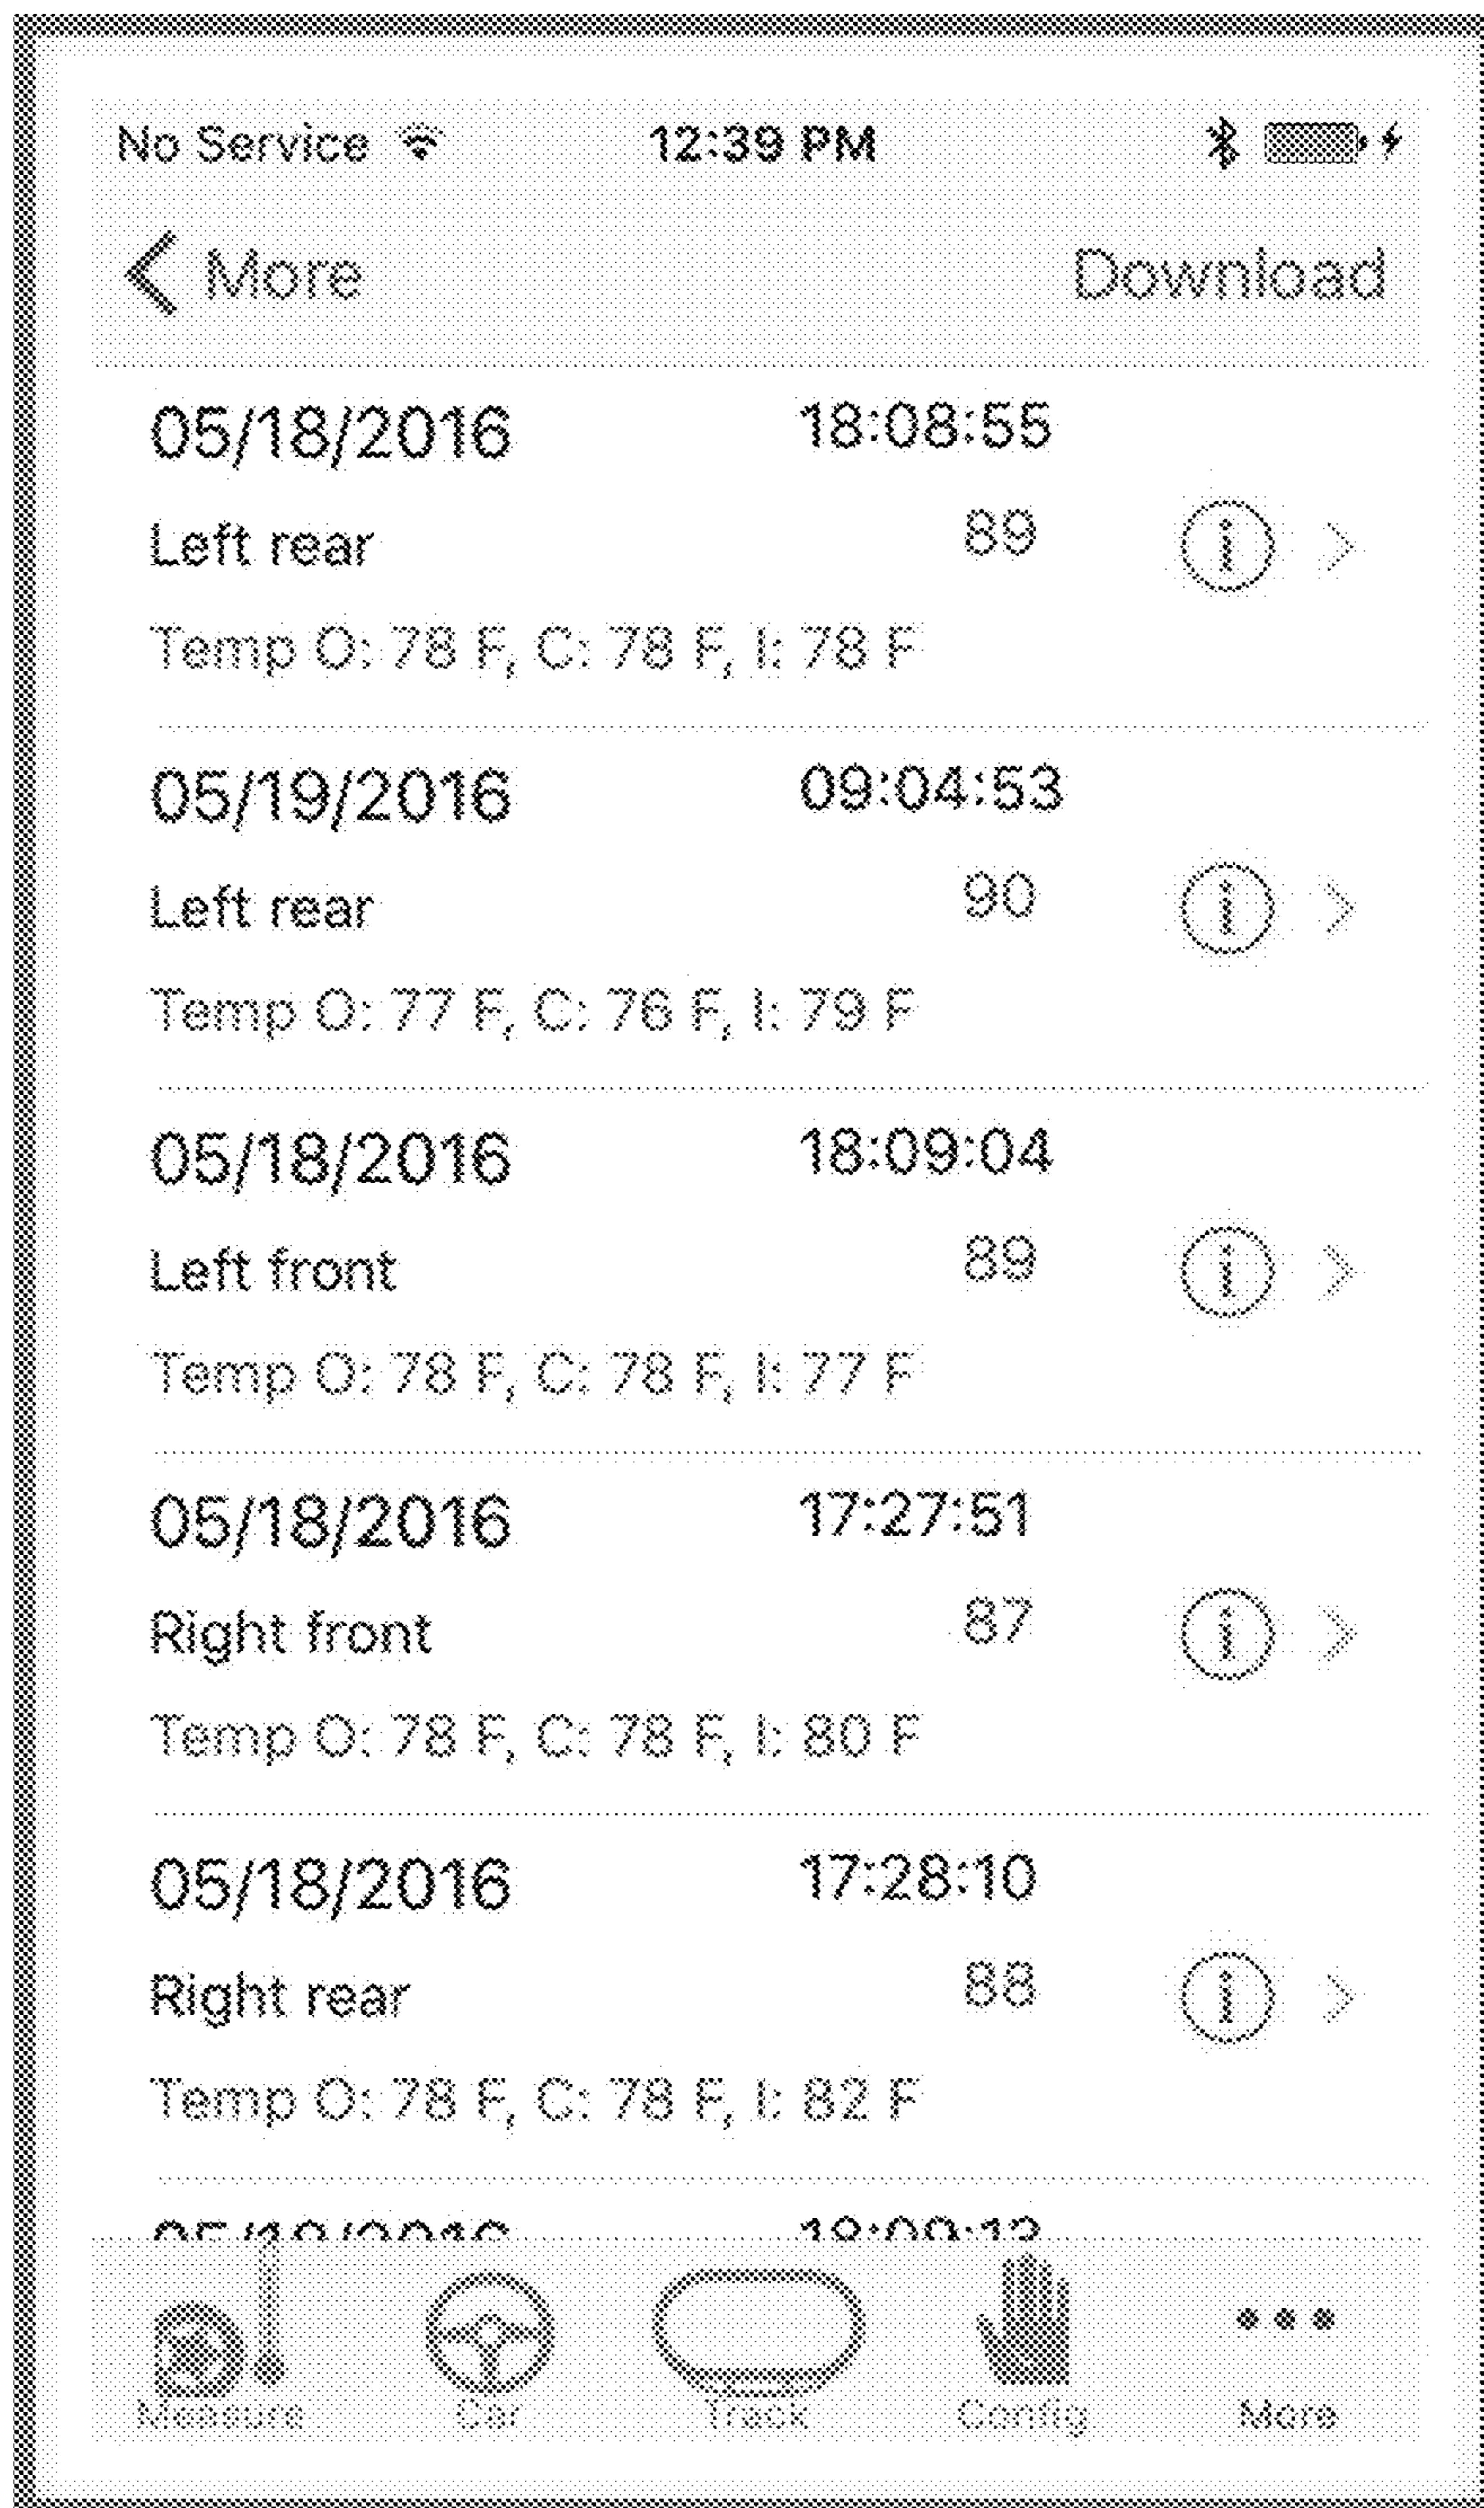 No Service 12:39 PM
More Download
05/18/2016 18:08:55
Left rear 89
Temp O: 78 F, C: 78 F, I: 78 F
05/19/2016 09:04:53
Left rear 90
Temp O: 77 F, C: 76 F, I: 79 F
05/18/2016 18:09:04
Left front 89
Temp O: 78 F, C: 78 F, I: 77 F
05/18/2016 17:27:51
Right front 87
Temp O: 78 F, C: 78 F, I: 80 F
05/18/2016 17:28:10
Right rear 88
Temp O: 78 F, C: 78 F, I: 82 F
Measure Car Track Config More